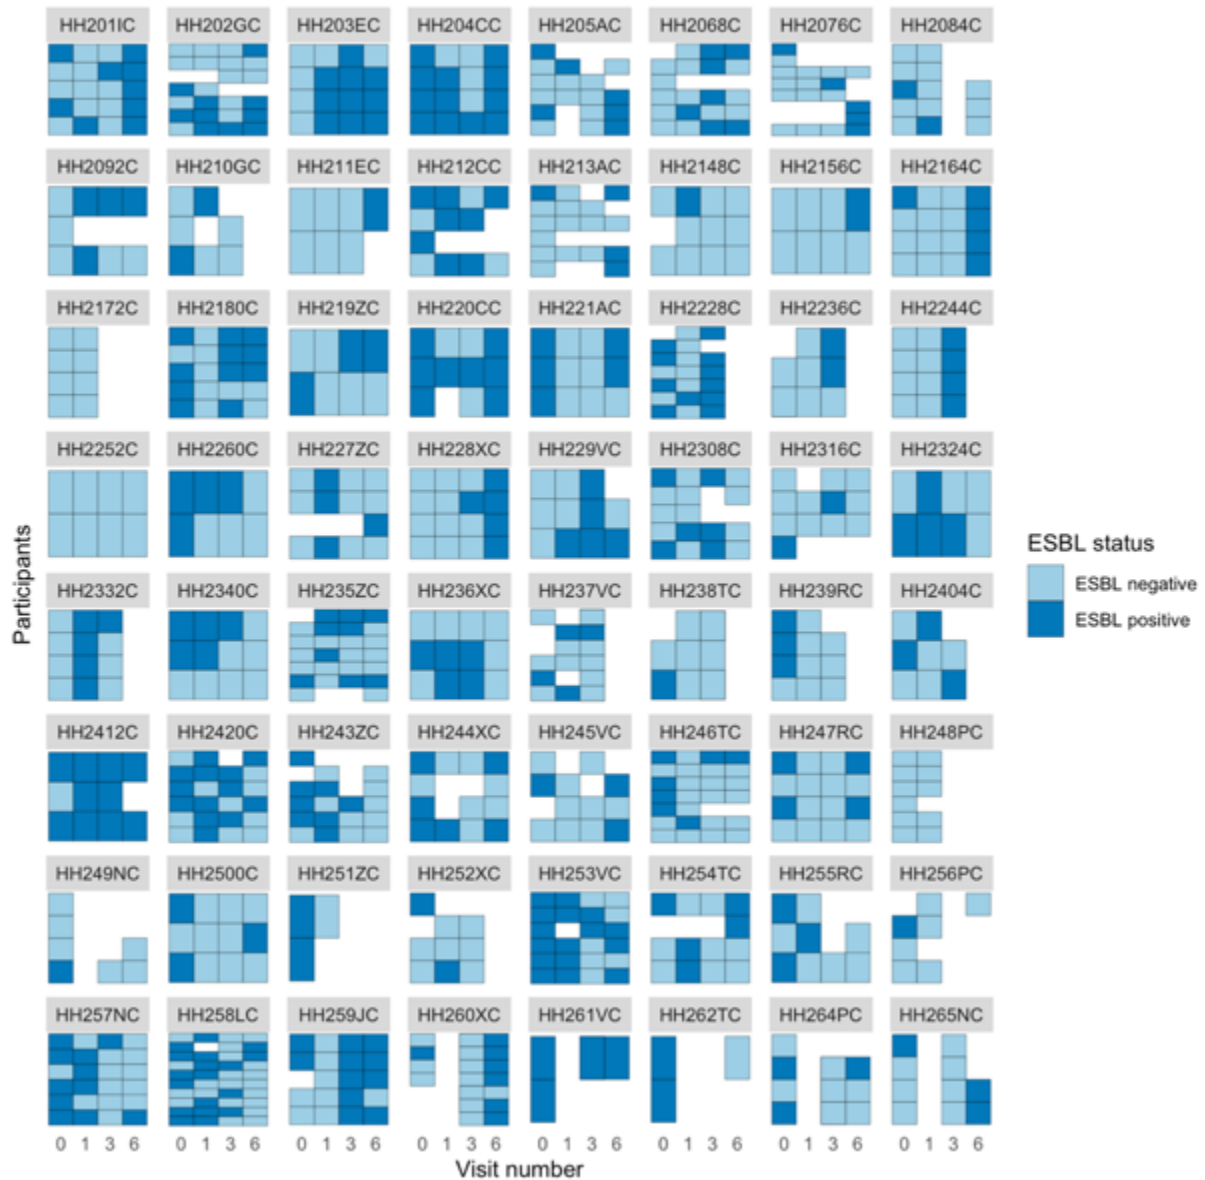 HH201IC HH202GC HH203EC HH204CC HH205AC HH2068C HH2076C HH2084C
HH2092C HH210GC HH211EC HH212CC HH213AC HH2148C HH2156C HH2164C
HH2172C HH2180C HH219ZC HH220CC HH221AC HH2228C HH2236C HH2244C
HH2252C HH2260C HH227ZC HH228XC HH229VC HH2308C HH2316C HH2324C
HH2332C HH2340C HH235ZC HH236XC HH237VC HH238TC HH239RC HH2404C
HH2412C HH2420C HH243ZC HH244XC HH245VC HH246TC HH247RC HH248PC
HH249NC HH2500C HH251ZC HH252XC HH253VC HH254TC HH255RC HH256PC
HH257NC HH258LC HH259JC HH260XC HH261VC HH262TC HH264PC HH265NC
0 1 3 6 0 1 3 6 0 1 3 6 0 1 3 6 0 1 3 6 0 1 3 6 0 1 3 6 0 1 3 6
Visit number
Participants
ESBL status
ESBL negative
ESBL positive